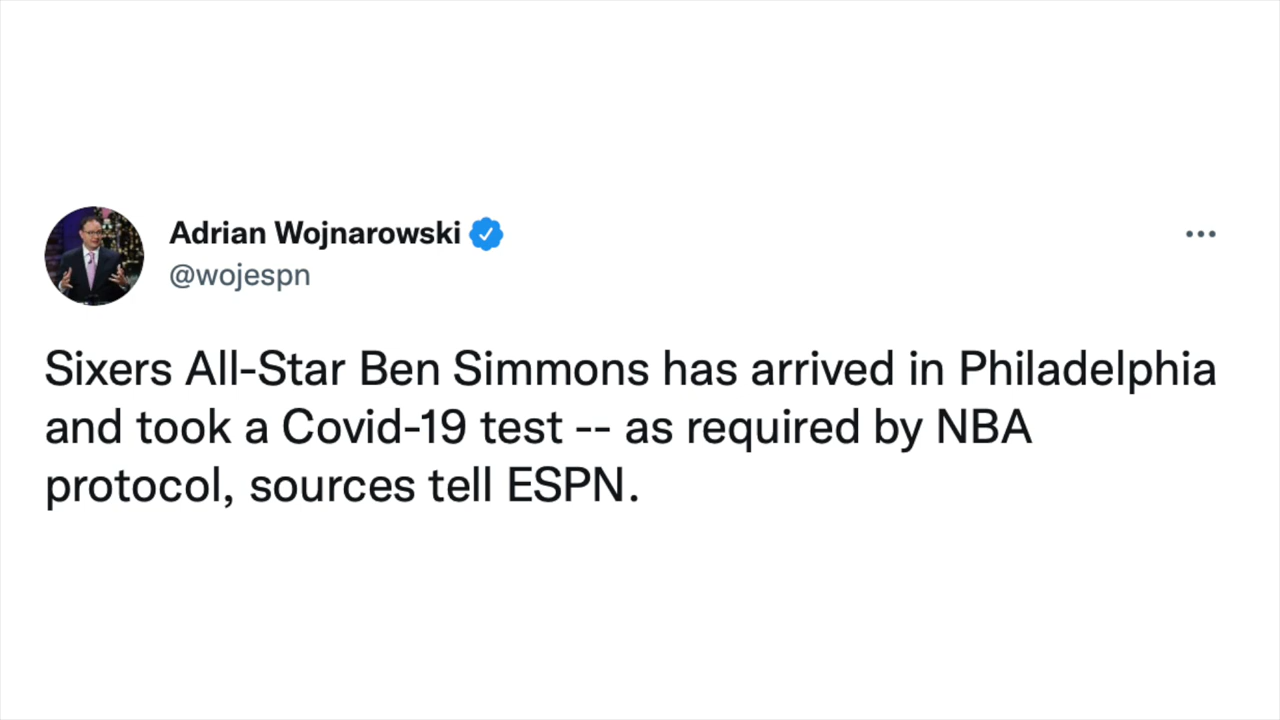 Adrian Wojnarowski
@wojespn
Sixers All-Star Ben Simmons has arrived in Philadelphia
and took a Covid-19 test -- as required by NBA
protocol, sources tell ESPN.